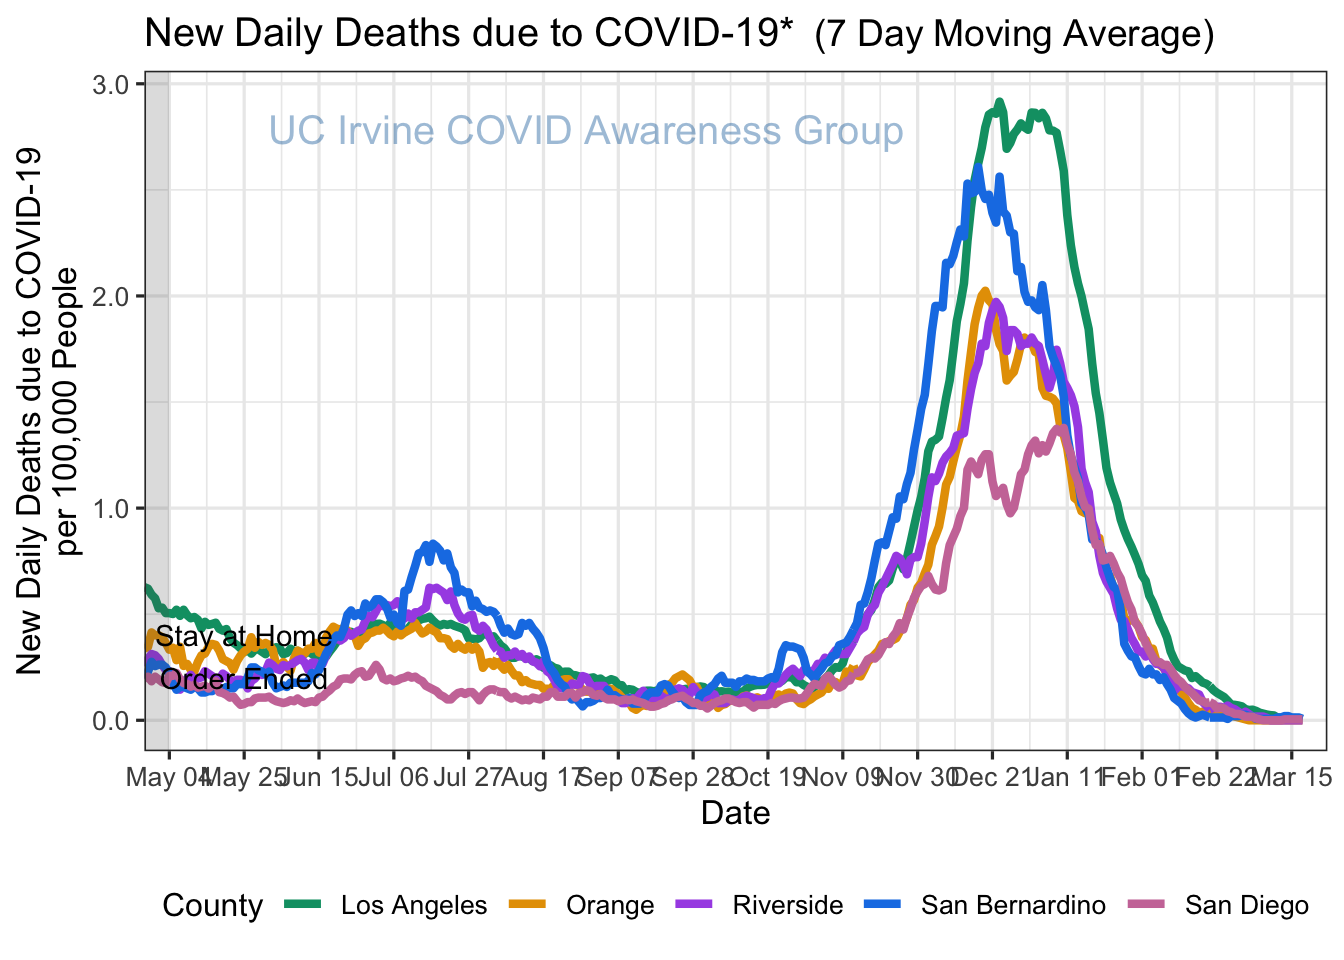 New Daily Deaths due to COVID-19* (7 Day Moving Average)
New Daily Deaths due to COVID-19
per 100,000 People
3.0
2.0
1.0
0.0
UC Irvine COVID Awareness Group
Stay at Home
Order Ended
May 04 May 25 Jun 15 Jul 06 Jul 27 Aug 17 Sep 07 Sep 28 Oct 19 Nov 09 Nov 30 Dec 21 Jan 11 Feb 01 Feb 22 Mar 15
Date
County Los Angeles Orange Riverside San Bernardino San Diego